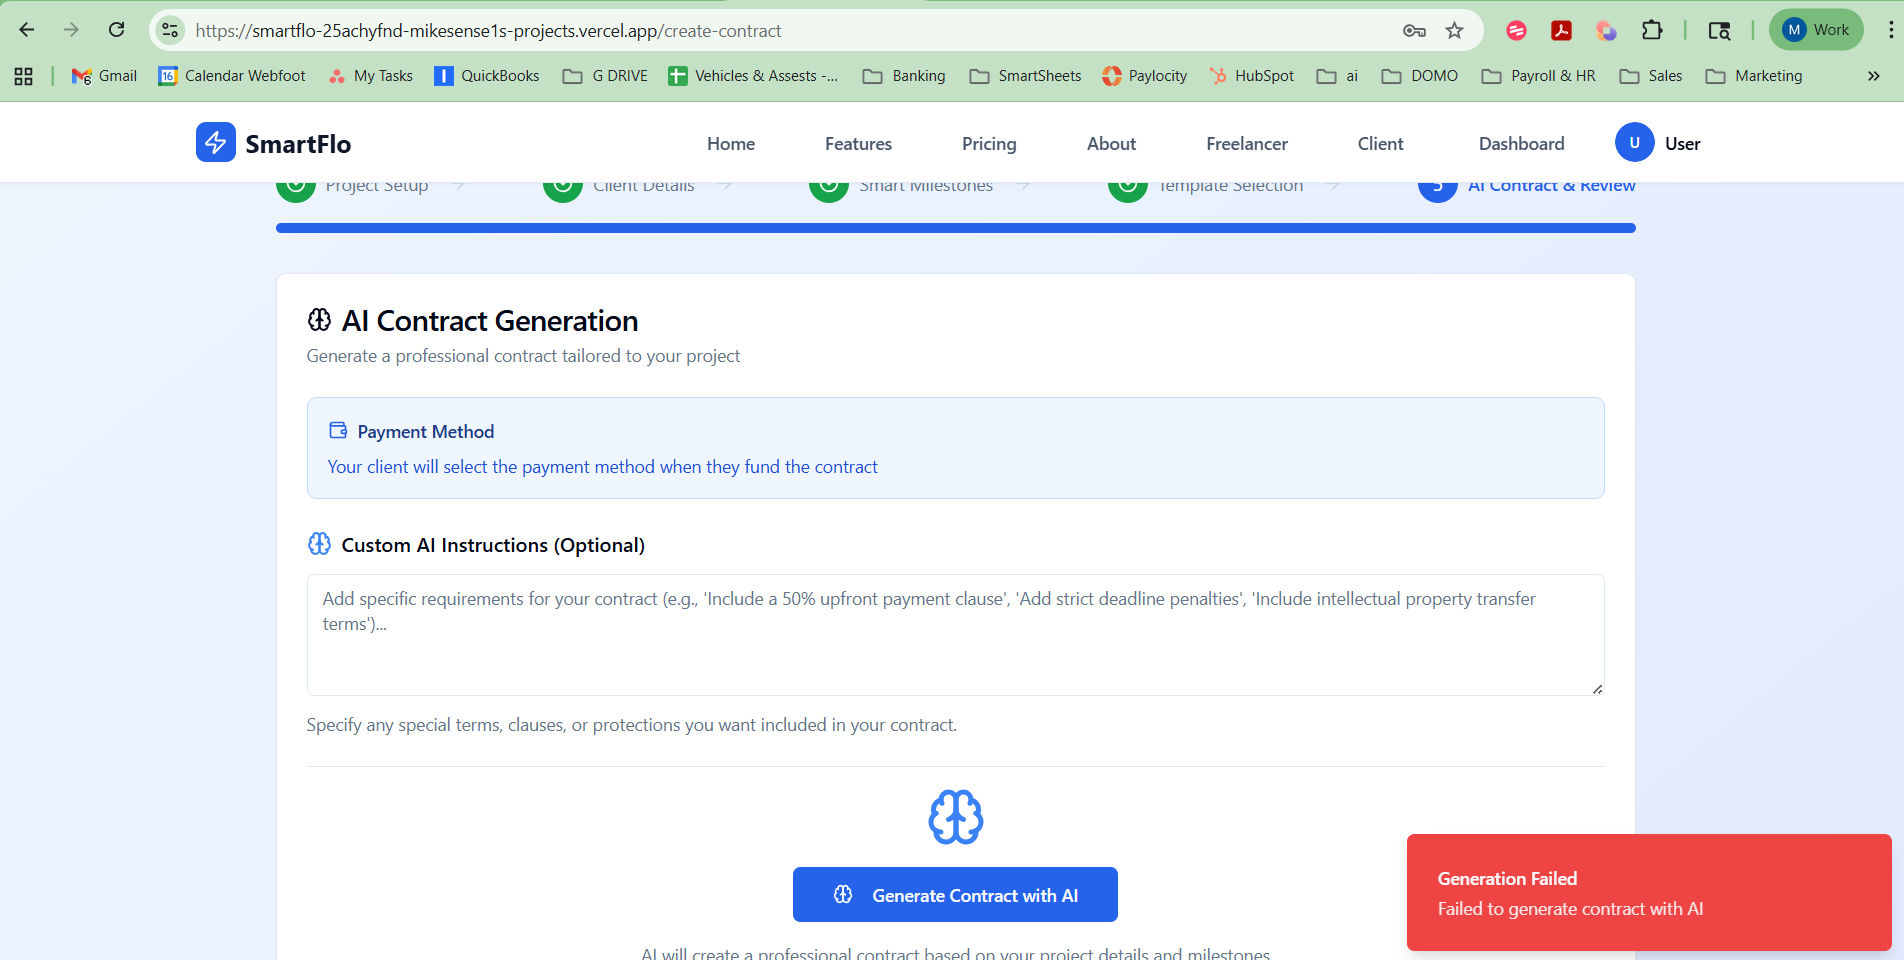 https://smartflo-25achyfnd-mikesense1s-projects.vercel.app/create-contract
M Work
Gmail 16 Calendar Webfoot My Tasks QuickBooks G DRIVE Vehicles & Assests -... Banking SmartSheets Paylocity HubSpot ai DOMO Payroll & HR Sales Marketing »
SmartFlo Home Features Pricing About Freelancer Client Dashboard U User
Project Setup Client Details Smart Milestones Template Selection 5 AI Contract & Review
AI Contract Generation
Generate a professional contract tailored to your project
Payment Method
Your client will select the payment method when they fund the contract
Custom AI Instructions (Optional)
Add specific requirements for your contract (e.g., 'Include a 50% upfront payment clause', 'Add strict deadline penalties', 'Include intellectual property transfer
terms')...
Specify any special terms, clauses, or protections you want included in your contract.
Generate Contract with AI
AI will create a professional contract based on your project details and milestones
Generation Failed
Failed to generate contract with AI